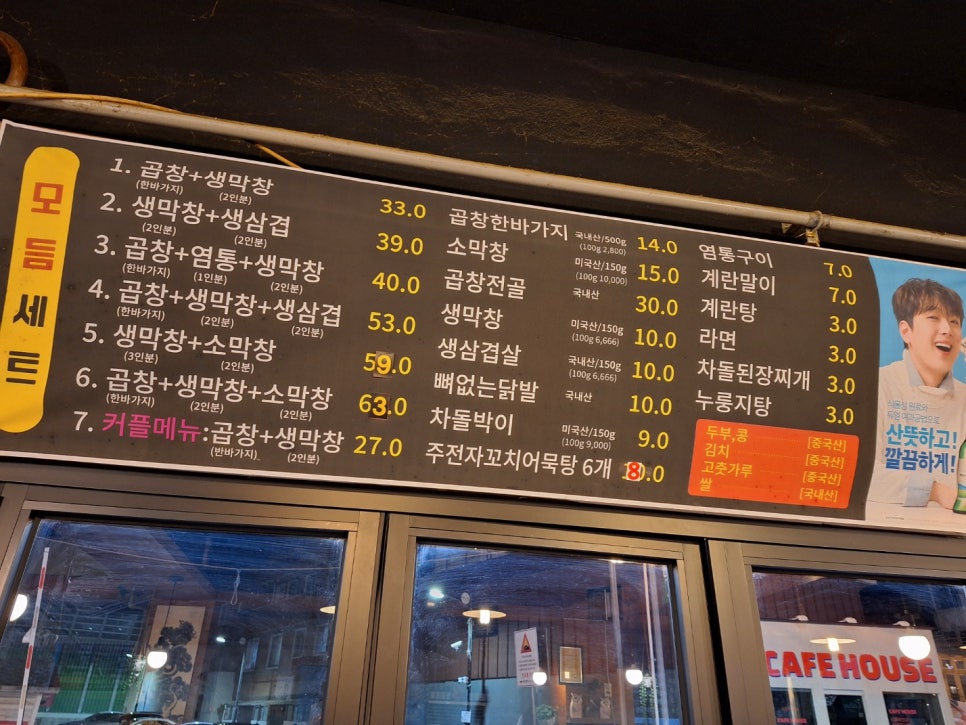 모듬세트
1. 곱창+생막창 33.0
(한바가지) (2인분)
2. 생막창+생삼겹 39.0
(2인분) (2인분)
3. 곱창+염통+생막창 40.0
(한바가지) (1인분) (2인분)
4. 곱창+생막창+생삼겹 53.0
(한바가지) (2인분) (2인분)
5. 생막창+소막창 59.0
(3인분) (2인분)
6. 곱창+생막창+소막창 63.0
(한바가지) (2인분) (2인분)
7. 커플메뉴:곱창+생막창 27.0
(반바가지) (2인분)
곱창한바가지 국내산/500g 14.0
(100g 2,800)
소막창 미국산/150g 15.0
(100g 10,000)
곱창전골 국내산 30.0
생막창 미국산/150g 10.0
(100g 6,666)
생삼겹살 국내산/150g 10.0
(100g 6,666)
뼈없는닭발 국내산 10.0
차돌박이 미국산/150g 9.0
(100g 9,000)
주전자꼬치어묵탕 6개 8.0
염통구이 7.0
계란말이 7.0
계란탕 3.0
라면 3.0
차돌된장찌개 3.0
누룽지탕 3.0
두부,콩 [중국산]
김치 [중국산]
고춧가루 [중국산]
쌀 [국내산]
산뜻하고!
깔끔하게!
CAFE HOUSE
CAFE HOUSE